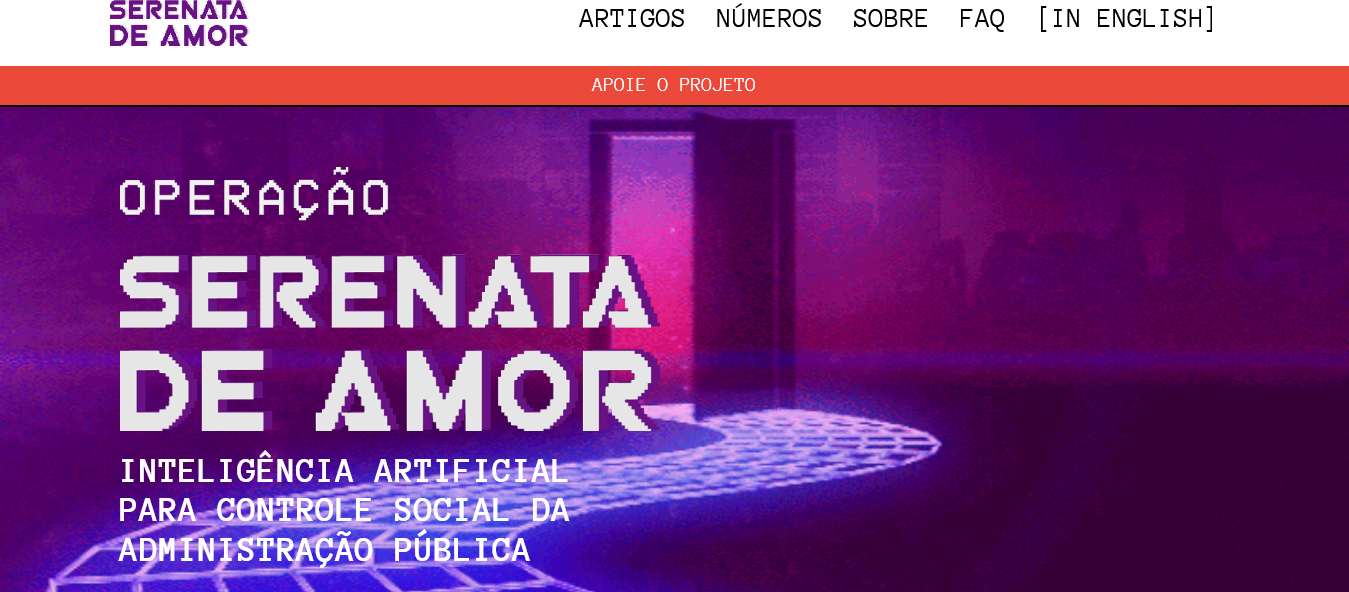 SERENATA
DE AMOR
ARTIGOS NÚMEROS SOBRE FAQ [IN ENGLISH]
APOIE O PROJETO
OPERAÇÃO
SERENATA
DE AMOR
INTELIGÊNCIA ARTIFICIAL
PARA CONTROLE SOCIAL DA
ADMINISTRAÇÃO PÚBLICA